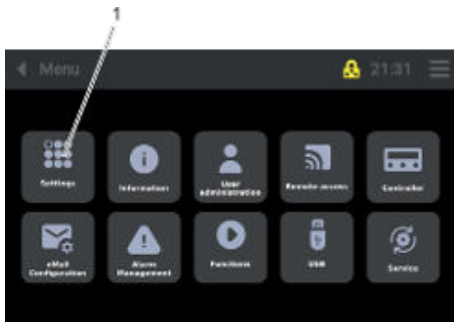 1
Menu
21:31
Settings
Information
User
administration
Remote access
Controller
eMail
Configuration
Alarm
Management
Functions
USB
Service